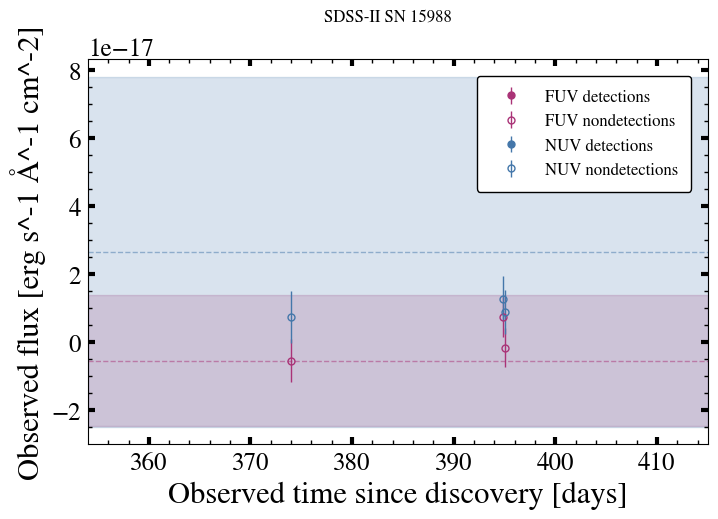 SDSS-II SN 15988
1e−17
8
6
4
2
0
−2
Observed flux [erg s^-1 Å^-1 cm^-2]
FUV detections
FUV nondetections
NUV detections
NUV nondetections
360 370 380 390 400 410
Observed time since discovery [days]